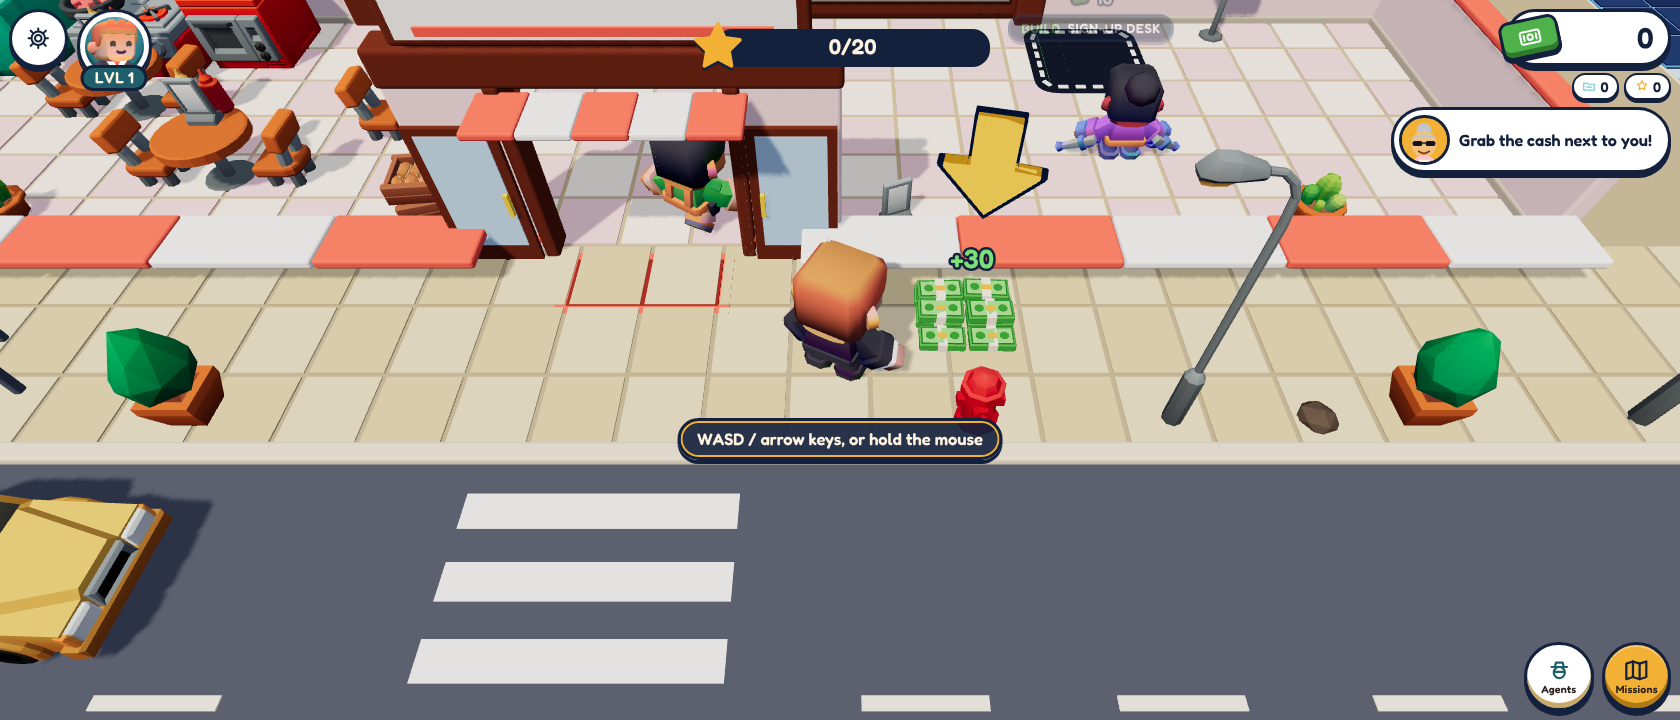 BUILD SIGN-UP DESK
LVL 1
0/20
0
0
0
Grab the cash next to you!
+30
WASD / arrow keys, or hold the mouse
Agents
Missions